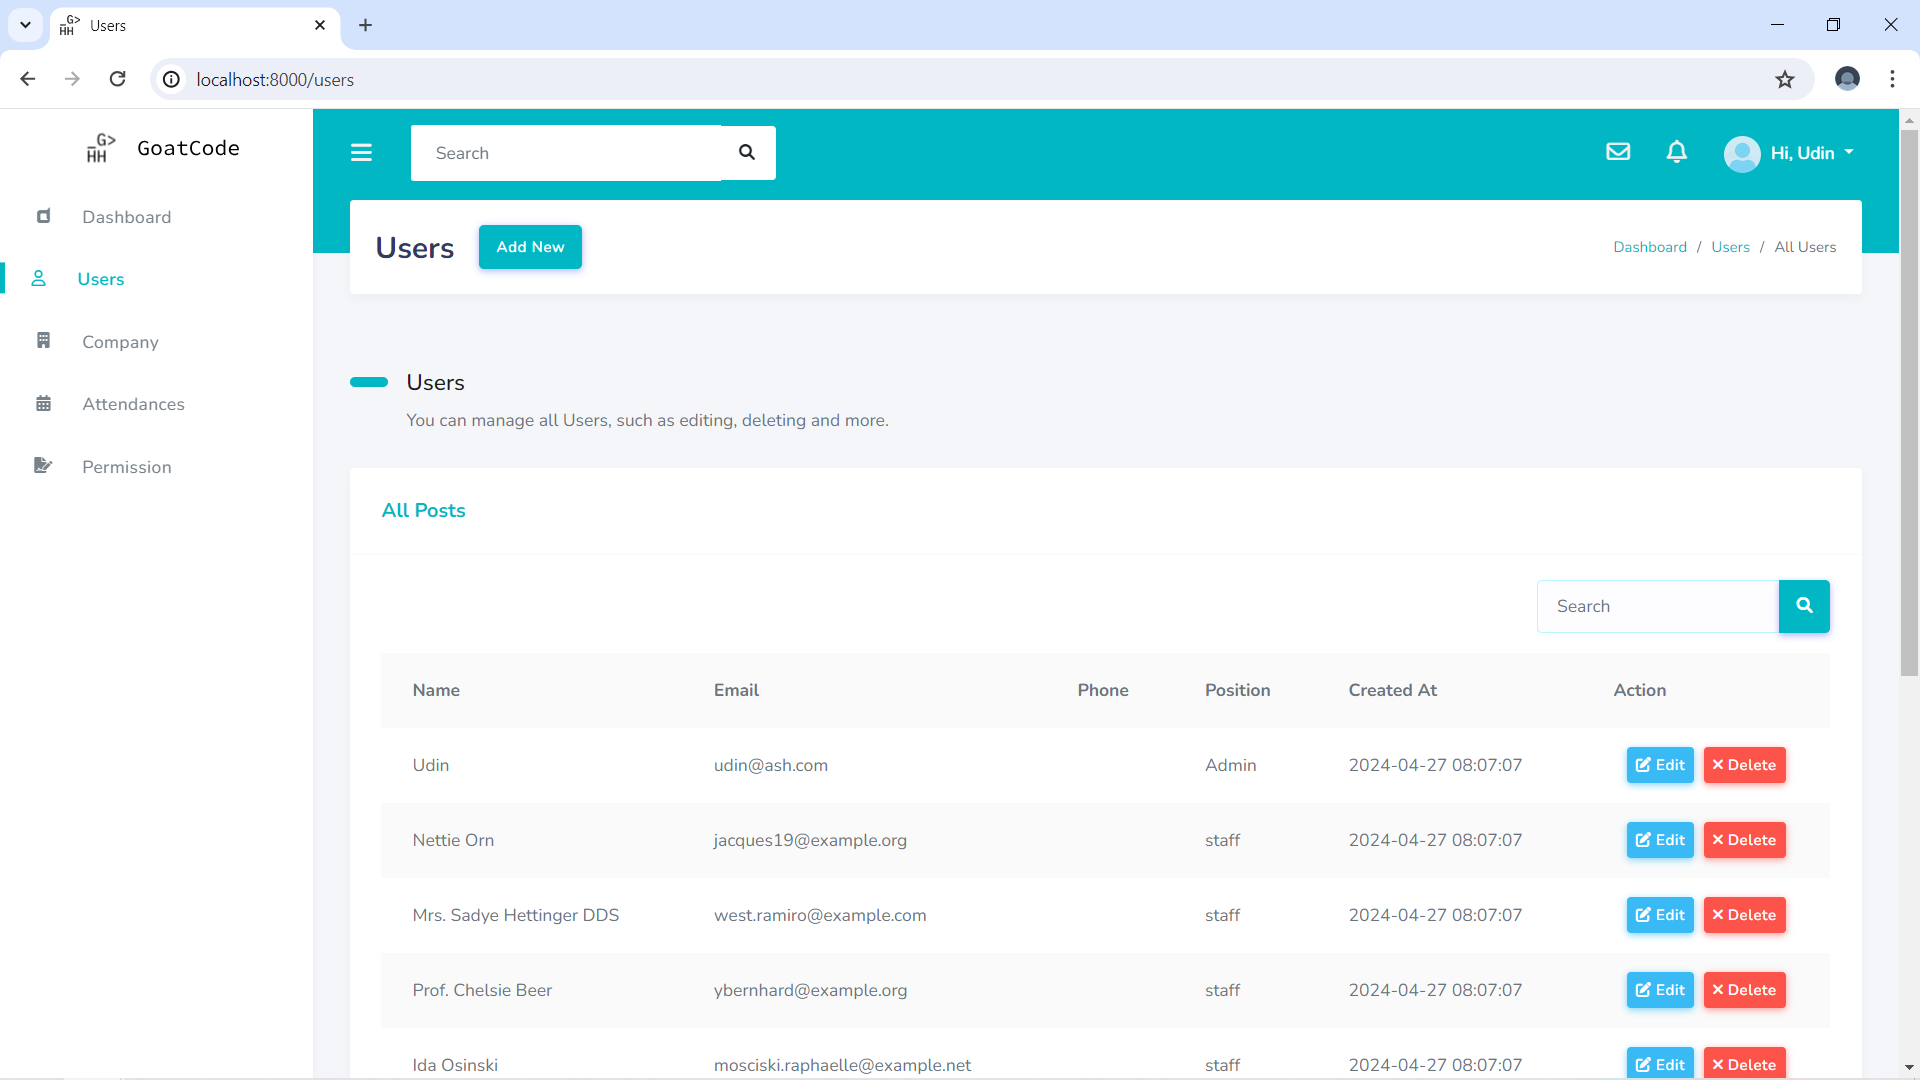 Users
localhost:8000/users
GoatCode
Search
Hi, Udin
Dashboard
Users
Company
Attendances
Permission
Users
Add New
Dashboard / Users / All Users
Users
You can manage all Users, such as editing, deleting and more.
All Posts
Search
Name Email Phone Position Created At Action
Udin udin@ash.com Admin 2024-04-27 08:07:07 Edit Delete
Nettie Orn jacques19@example.org staff 2024-04-27 08:07:07 Edit Delete
Mrs. Sadye Hettinger DDS west.ramiro@example.com staff 2024-04-27 08:07:07 Edit Delete
Prof. Chelsie Beer ybernhard@example.org staff 2024-04-27 08:07:07 Edit Delete
Ida Osinski mosciski.raphaelle@example.net staff 2024-04-27 08:07:07 Edit Delete